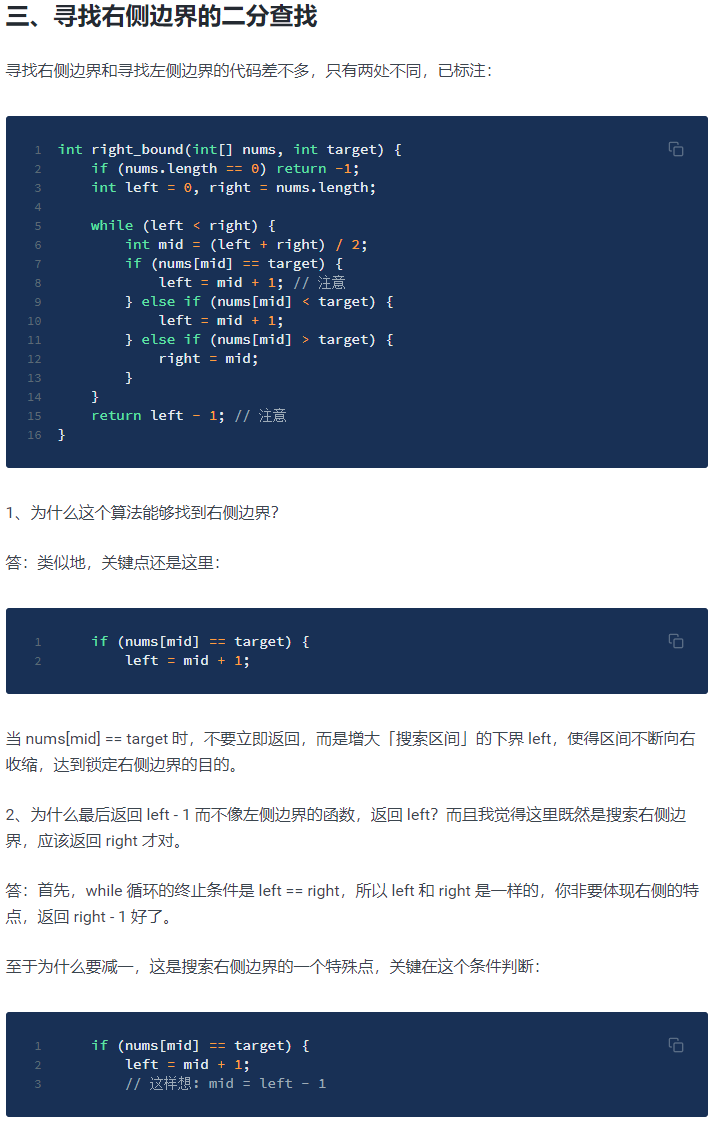 三、寻找右侧边界的二分查找
寻找右侧边界和寻找左侧边界的代码差不多，只有两处不同，已标注：
1 int right_bound(int[] nums, int target) {
2     if (nums.length == 0) return -1;
3     int left = 0, right = nums.length;
4
5     while (left < right) {
6         int mid = (left + right) / 2;
7         if (nums[mid] == target) {
8             left = mid + 1; // 注意
9         } else if (nums[mid] < target) {
10             left = mid + 1;
11         } else if (nums[mid] > target) {
12             right = mid;
13         }
14     }
15     return left - 1; // 注意
16 }
1、为什么这个算法能够找到右侧边界？
答：类似地，关键点还是这里：
1     if (nums[mid] == target) {
2         left = mid + 1;
当 nums[mid] == target 时，不要立即返回，而是增大「搜索区间」的下界 left，使得区间不断向右
收缩，达到锁定右侧边界的目的。
2、为什么最后返回 left - 1 而不像左侧边界的函数，返回 left？而且我觉得这里既然是搜索右侧边
界，应该返回 right 才对。
答：首先，while 循环的终止条件是 left == right，所以 left 和 right 是一样的，你非要体现右侧的特
点，返回 right - 1 好了。
至于为什么要减一，这是搜索右侧边界的一个特殊点，关键在这个条件判断：
1     if (nums[mid] == target) {
2         left = mid + 1;
3         // 这样想: mid = left - 1